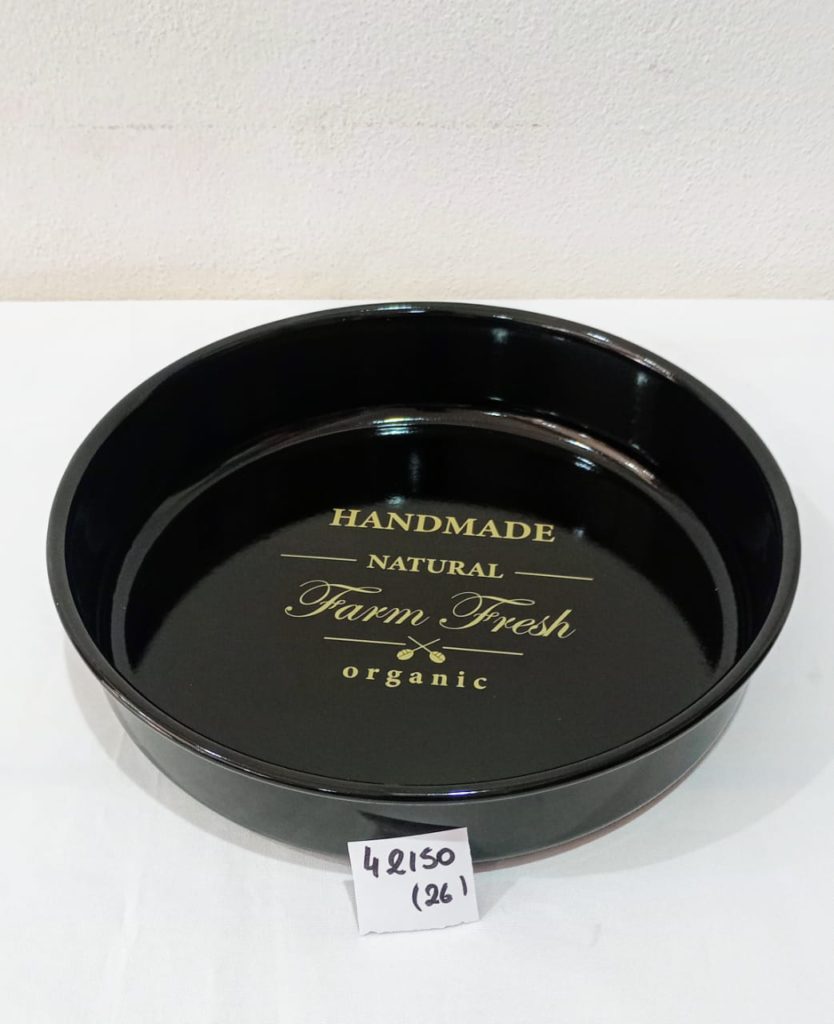 HANDMADE
NATURAL
Farm Fresh
organic
42150
(26)